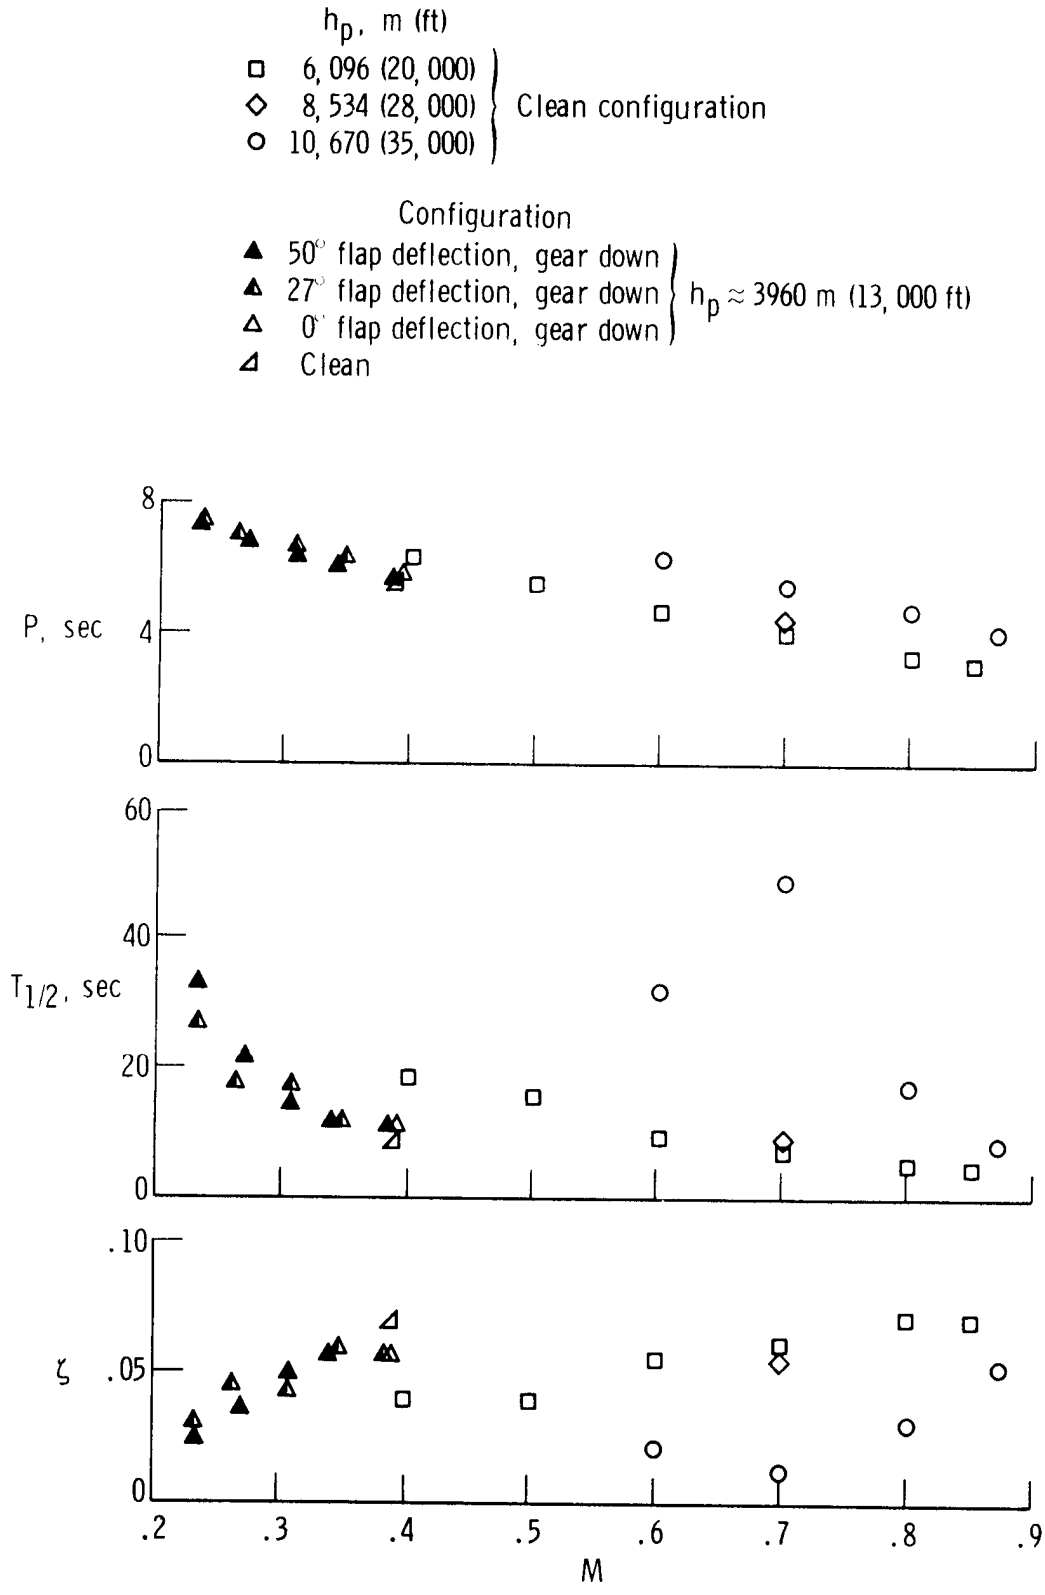 hp, m (ft)
6, 096 (20, 000)
8, 534 (28, 000)
10, 670 (35, 000)
Clean configuration
Configuration
50° flap deflection, gear down
27° flap deflection, gear down
0° flap deflection, gear down
hp ≈ 3960 m (13, 000 ft)
Clean
8
P, sec 4
0
60
40
T1/2, sec
20
0
.10
ζ .05
0
.2 .3 .4 .5 .6 .7 .8 .9
M